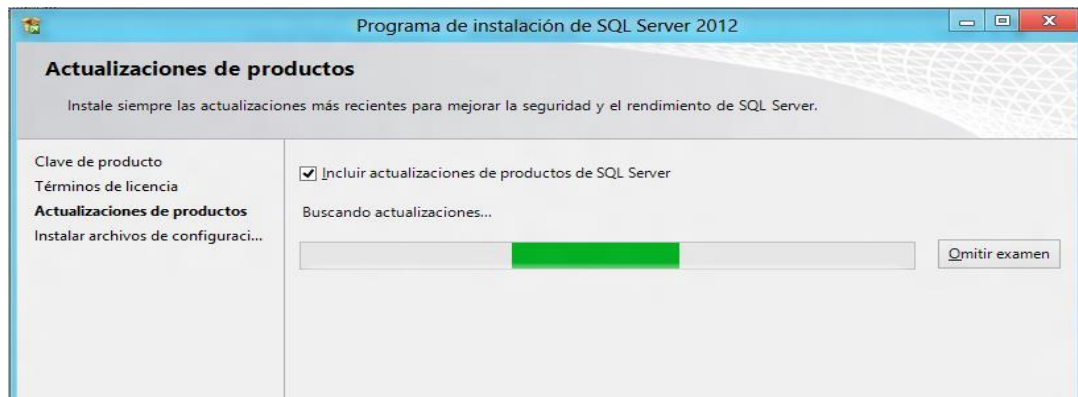 Programa de instalación de SQL Server 2012
Actualizaciones de productos
Instale siempre las actualizaciones más recientes para mejorar la seguridad y el rendimiento de SQL Server.
Clave de producto
Términos de licencia
Actualizaciones de productos
Instalar archivos de configuraci...
Incluir actualizaciones de productos de SQL Server
Buscando actualizaciones...
Omitir examen